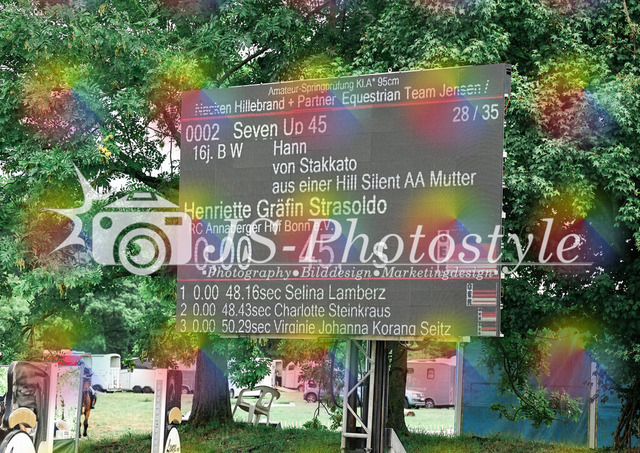 Amateur-Springprüfung Kl.A* 95cm
Necken Hillebrand + Partner Equestrian Team Jensen /
28 / 35
0002 Seven Up 45
16j. B W Hann
von Stakkato
aus einer Hill Silent AA Mutter
Henriette Gräfin Strasoldo
RC Annaberger Hof Bonn e.V.
JS-Photostyle
Photography•Bilddesign•Marketingdesign
1 0.00 48.16sec Selina Lamberz
2 0.00 48.43sec Charlotte Steinkraus
3 0.00 50.29sec Virginie Johanna Korang Seitz